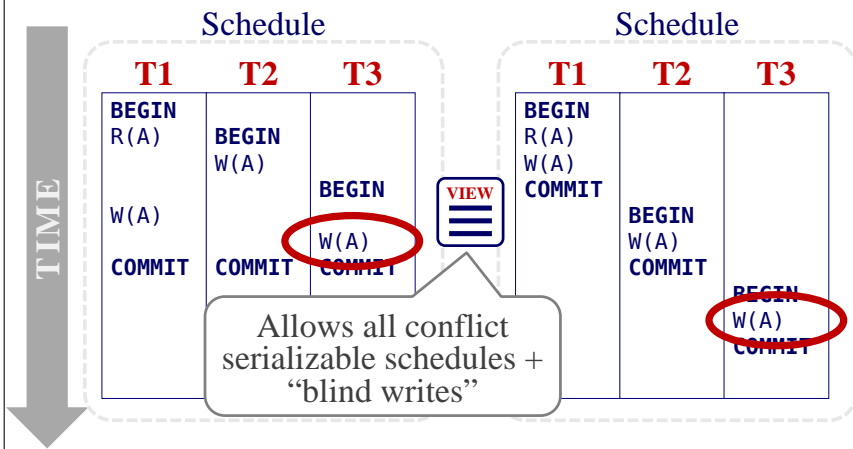 Schedule
Schedule
TIME
T1 T2 T3
BEGIN
R(A) BEGIN
W(A)
BEGIN
W(A)
W(A)
COMMIT COMMIT COMMIT
VIEW
T1 T2 T3
BEGIN
R(A)
W(A)
COMMIT
BEGIN
W(A)
COMMIT
BEGIN
W(A)
COMMIT
Allows all conflict
serializable schedules +
“blind writes”